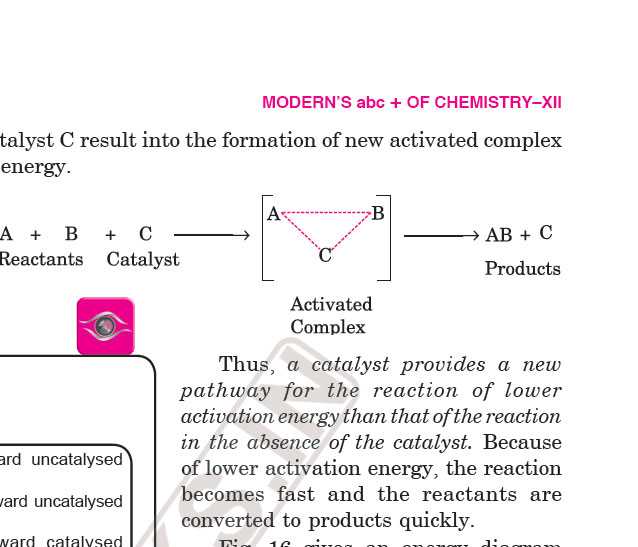 MODERN'S abc + OF CHEMISTRY–XII
talyst C result into the formation of new activated complex
energy.
A + B + C ⟶ [A B C] ⟶ AB + C
Reactants Catalyst Products
Activated
Complex
Thus, a catalyst provides a new
pathway for the reaction of lower
activation energy than that of the reaction
in the absence of the catalyst. Because
of lower activation energy, the reaction
becomes fast and the reactants are
converted to products quickly.
Fig. 16 gives an energy diagram
ard uncatalysed
ward uncatalysed
ward catalysed
S.IN